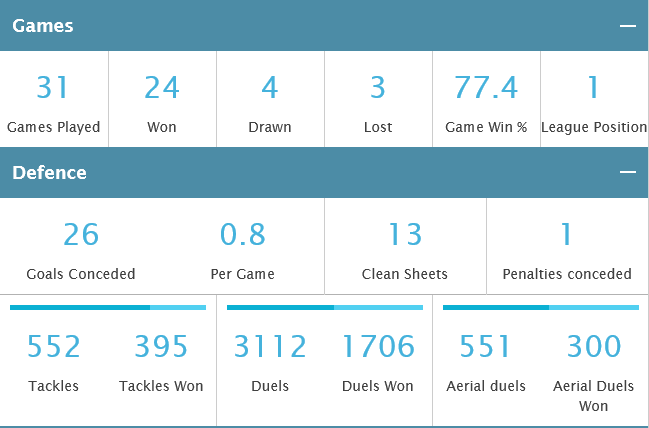 Games
31 24 4 3 77.4 1
Games Played Won Drawn Lost Game Win % League Position
Defence
26 0.8 13 1
Goals Conceded Per Game Clean Sheets Penalties conceded
552 395 3112 1706 551 300
Tackles Tackles Won Duels Duels Won Aerial duels Aerial Duels
Won